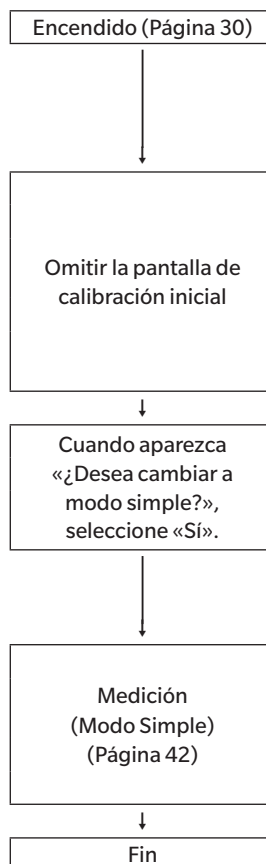 Encendido (Página 30)
Omitir la pantalla de
calibración inicial
Cuando aparezca
«¿Desea cambiar a
modo simple?»,
seleccione «Sí».
Medición
(Modo Simple)
(Página 42)
Fin